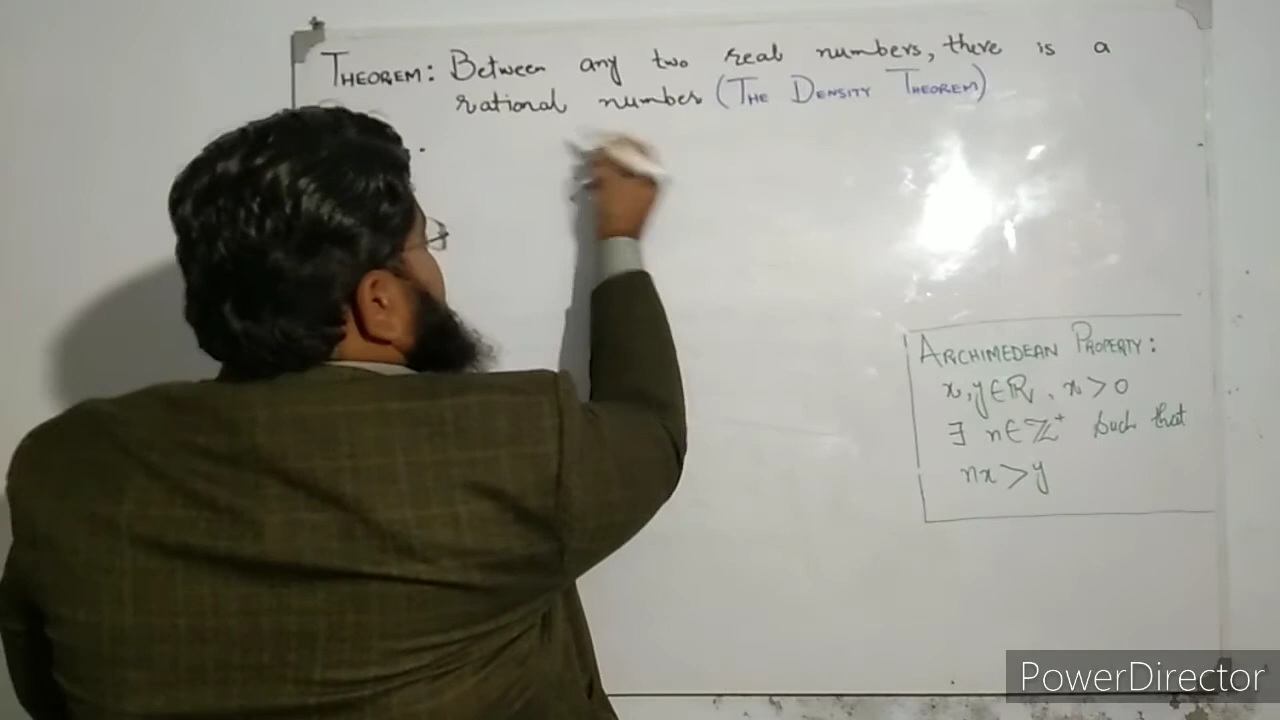 THEOREM: Between any two real numbers, there is a
rational number (THE DENSITY THEOREM)
ARCHIMEDEAN PROPERTY:
x, y ∈ ℝ, x > 0
∃ n ∈ ℤ⁺ such that
nx > y
PowerDirector